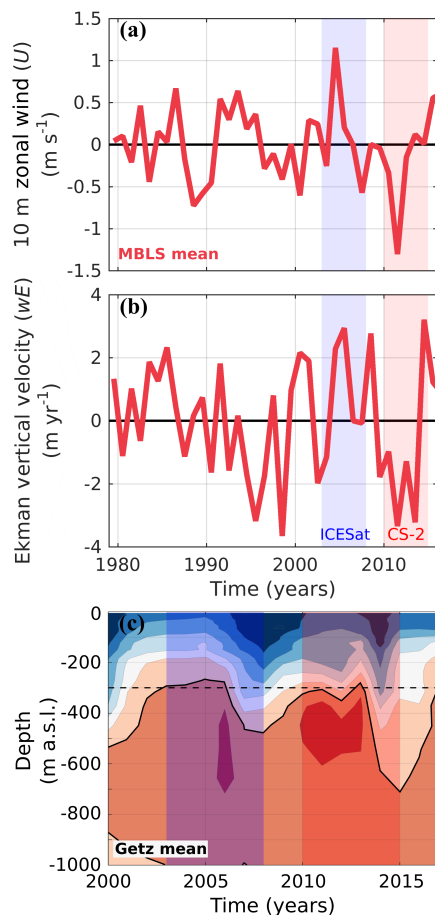 (a)
1.5
1
0.5
0
-0.5
-1
-1.5
10 m zonal wind (U)
(m s-1)
MBLS mean
(b)
4
2
0
-2
-4
Ekman vertical velocity (wE)
(m yr-1)
ICESat
CS-2
1980 1990 2000 2010
Time (years)
(c)
0
-200
-400
-600
-800
-1000
Depth
(m a.s.l.)
Getz mean
2000 2005 2010 2015
Time (years)